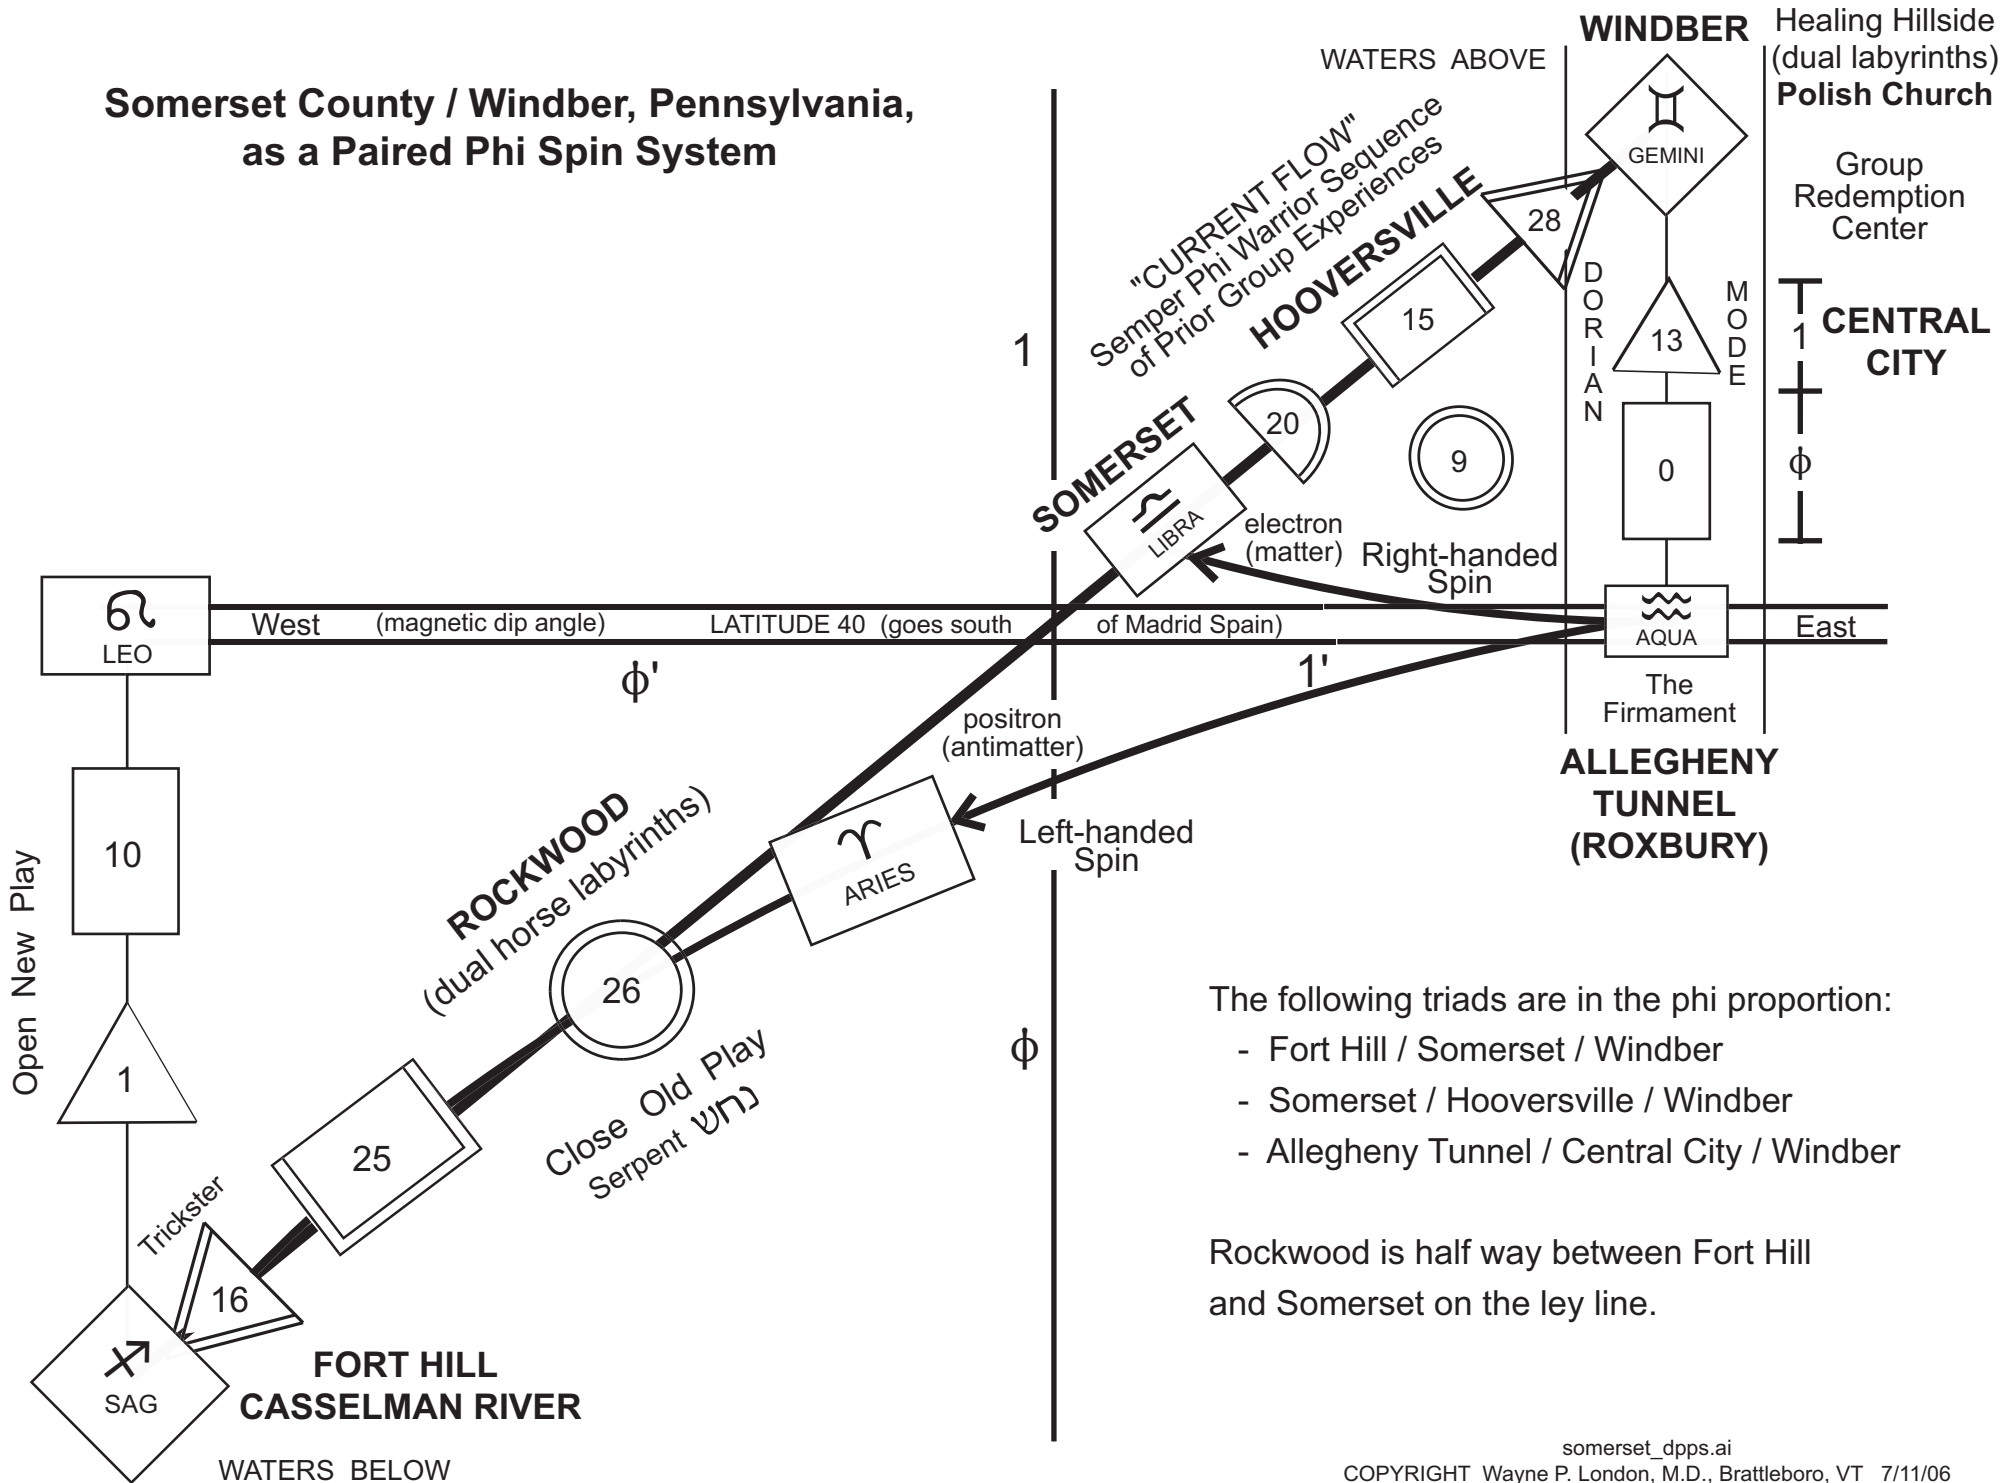 Somerset County / Windber, Pennsylvania,
as a Paired Phi Spin System
WATERS ABOVE
WINDBER
Healing Hillside
(dual labyrinths)
Polish Church
Group
Redemption
Center
♊
GEMINI
"CURRENT FLOW"
Semper Phi Warrior Sequence
of Prior Group Experiences
HOOVERSVILLE
28
15
20
9
DORIAN
MODE
13
0
1
CENTRAL
CITY
ϕ
1
SOMERSET
♎
LIBRA
electron
(matter)
Right-handed
Spin
♌
LEO
West (magnetic dip angle) LATITUDE 40 (goes south of Madrid Spain)
♒
AQUA
East
ϕ'
1'
The
Firmament
ALLEGHENY
TUNNEL
(ROXBURY)
positron
(antimatter)
Left-handed
Spin
♈
ARIES
ROCKWOOD
(dual horse labyrinths)
26
Close Old Play
Serpent נחש
ϕ
10
Open New Play
1
25
Trickster
16
♐
SAG
FORT HILL
CASSELMAN RIVER
WATERS BELOW
The following triads are in the phi proportion:
- Fort Hill / Somerset / Windber
- Somerset / Hooversville / Windber
- Allegheny Tunnel / Central City / Windber
Rockwood is half way between Fort Hill
and Somerset on the ley line.
somerset_dpps.ai
COPYRIGHT Wayne P. London, M.D., Brattleboro, VT 7/11/06